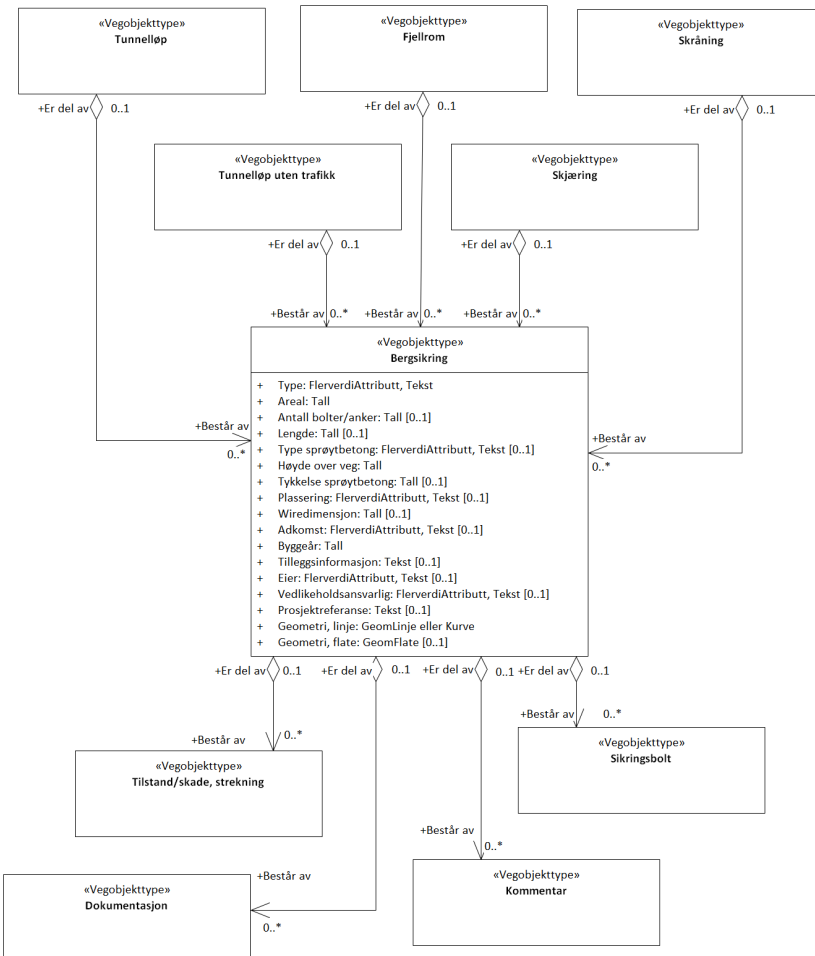 «Vegobjekttype»
Tunnelløp
«Vegobjekttype»
Fjellrom
«Vegobjekttype»
Skråning
+Er del av 0..1
+Er del av 0..1
+Er del av 0..1
«Vegobjekttype»
Tunnelløp uten trafikk
«Vegobjekttype»
Skjæring
+Er del av 0..1
+Er del av 0..1
+Består av 0..*
+Består av 0..*
+Består av 0..*
«Vegobjekttype»
Bergsikring
+ Type: FlerverdiAttributt, Tekst
+ Areal: Tall
+ Antall bolter/anker: Tall [0..1]
+ Lengde: Tall [0..1]
+ Type sprøytbetong: FlerverdiAttributt, Tekst [0..1]
+ Høyde over veg: Tall
+ Tykkelse sprøytbetong: Tall [0..1]
+ Plassering: FlerverdiAttributt, Tekst [0..1]
+ Wiredimensjon: Tall [0..1]
+ Adkomst: FlerverdiAttributt, Tekst [0..1]
+ Byggeår: Tall
+ Tilleggsinformasjon: Tekst [0..1]
+ Eier: FlerverdiAttributt, Tekst [0..1]
+ Vedlikeholdsansvarlig: FlerverdiAttributt, Tekst [0..1]
+ Prosjektreferanse: Tekst [0..1]
+ Geometri, linje: GeomLinje eller Kurve
+ Geometri, flate: GeomFlate [0..1]
+Består av
0..*
+Består av
0..*
+Er del av 0..1
+Er del av 0..1
+Er del av 0..1
+Er del av 0..1
+Består av 0..*
«Vegobjekttype»
Tilstand/skade, strekning
+Består av 0..*
«Vegobjekttype»
Sikringsbolt
+Består av
0..*
«Vegobjekttype»
Kommentar
+Består av
0..*
«Vegobjekttype»
Dokumentasjon